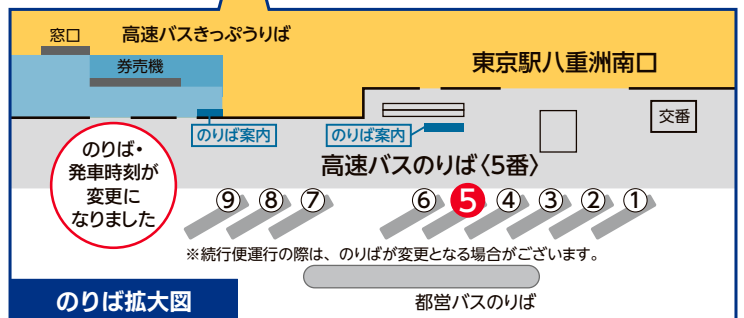 窓口
高速バスきっぷうりば
券売機
東京駅八重洲南口
のりば案内
のりば案内
交番
のりば・
発車時刻が
変更に
なりました
高速バスのりば〈5番〉
⑨ ⑧ ⑦ ⑥ 5 ④ ③ ② ①
※続行便運行の際は、のりばが変更となる場合がございます。
のりば拡大図
都営バスのりば